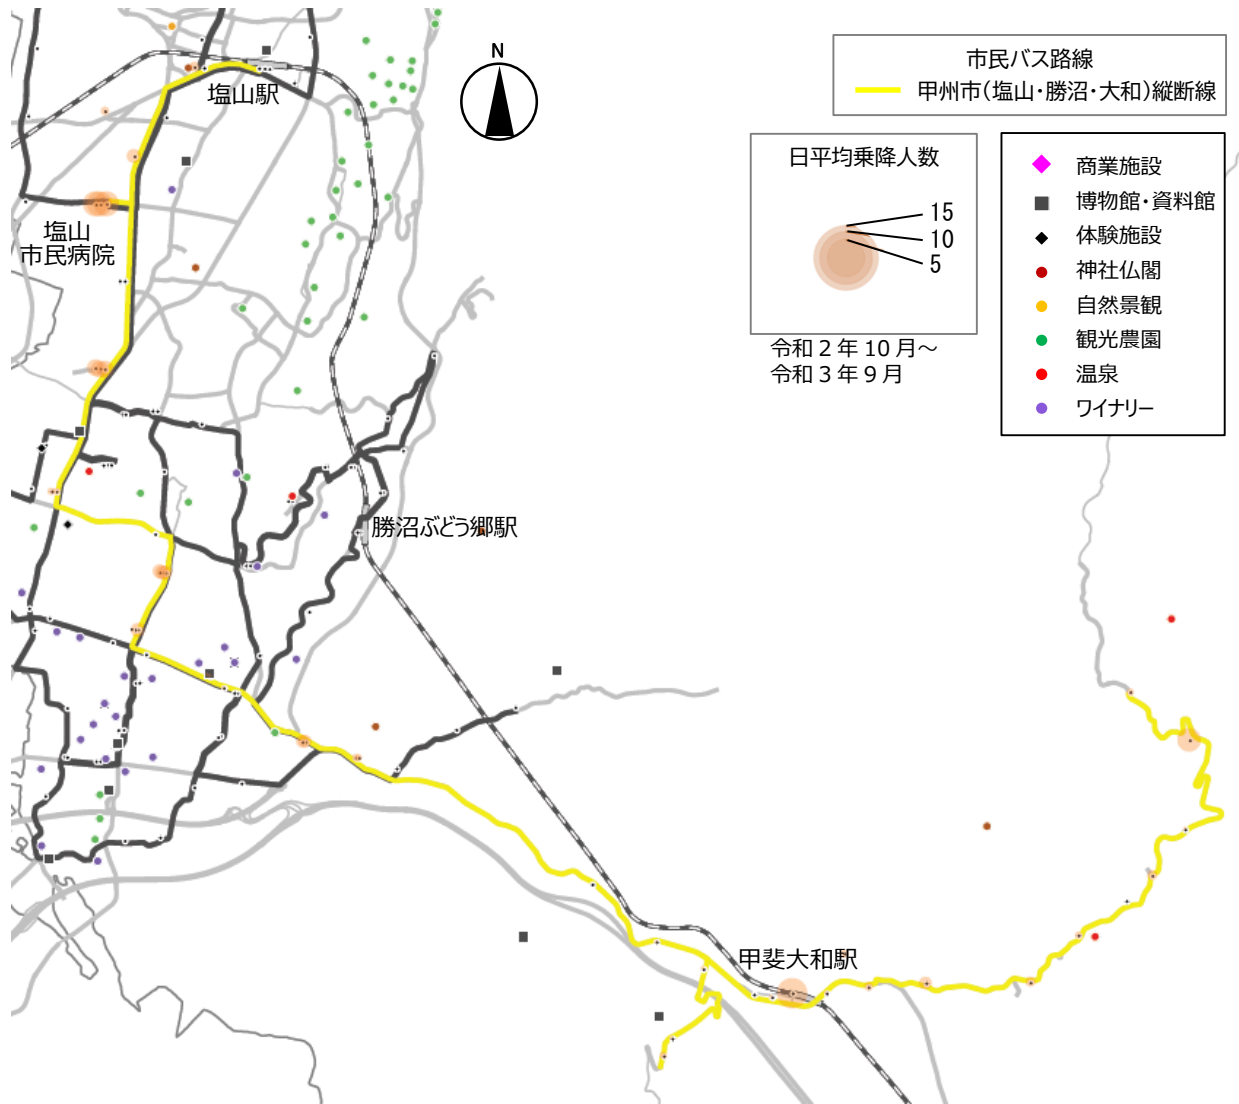 N
市民バス路線
甲州市(塩山・勝沼・大和)縦断線
塩山駅
日平均乗降人数
15
10
5
令和2年10月～
令和3年9月
商業施設
博物館・資料館
体験施設
神社仏閣
自然景観
観光農園
温泉
ワイナリー
塩山
市民病院
勝沼ぶどう郷駅
甲斐大和駅